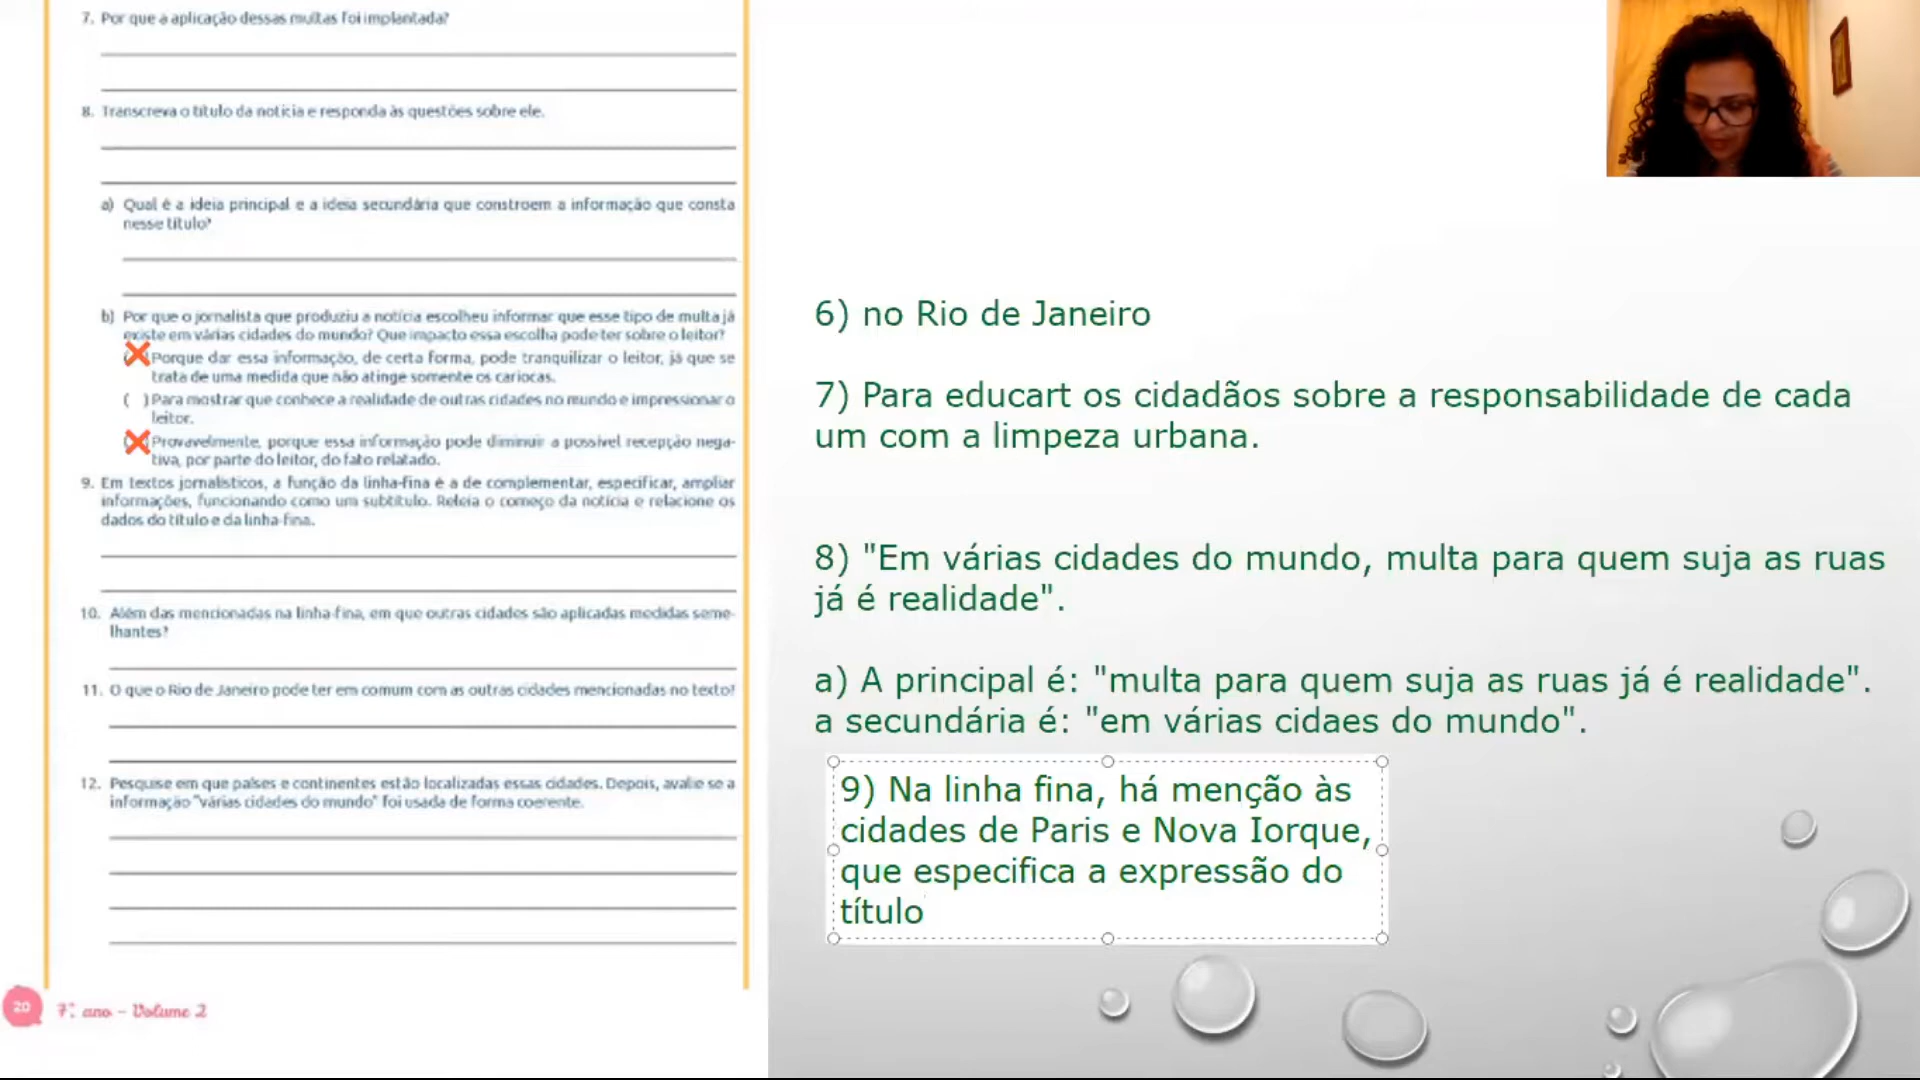 7. Por que a aplicação dessas multas foi implantada?
8. Transcreva o título da notícia e responda às questões sobre ele.
a) Qual é a ideia principal e a ideia secundária que constroem a informação que consta
nesse título?
b) Por que o jornalista que produziu a notícia escolheu informar que esse tipo de multa já
existe em várias cidades do mundo? Que impacto essa escolha pode ter sobre o leitor?
Porque dar essa informação, de certa forma, pode tranquilizar o leitor, já que se
trata de uma medida que não atinge somente os cariocas.
( ) Para mostrar que conhece a realidade de outras cidades no mundo e impressionar o
leitor.
Provavelmente, porque essa informação pode diminuir a possível recepção nega-
tiva, por parte do leitor, do fato relatado.
9. Em textos jornalísticos, a função da linha-fina é a de complementar, especificar, ampliar
informações, funcionando como um subtítulo. Releia o começo da notícia e relacione os
dados do título e da linha-fina.
10. Além das mencionadas na linha-fina, em que outras cidades são aplicadas medidas seme-
lhantes?
11. O que o Rio de Janeiro pode ter em comum com as outras cidades mencionadas no texto?
12. Pesquise em que países e continentes estão localizadas essas cidades. Depois, avalie se a
informação "várias cidades do mundo" foi usada de forma coerente.
20 7º. ano – Volume 2
6) no Rio de Janeiro
7) Para educart os cidadãos sobre a responsabilidade de cada
um com a limpeza urbana.
8) "Em várias cidades do mundo, multa para quem suja as ruas
já é realidade".
a) A principal é: "multa para quem suja as ruas já é realidade".
a secundária é: "em várias cidaes do mundo".
9) Na linha fina, há menção às
cidades de Paris e Nova Iorque,
que especifica a expressão do
título